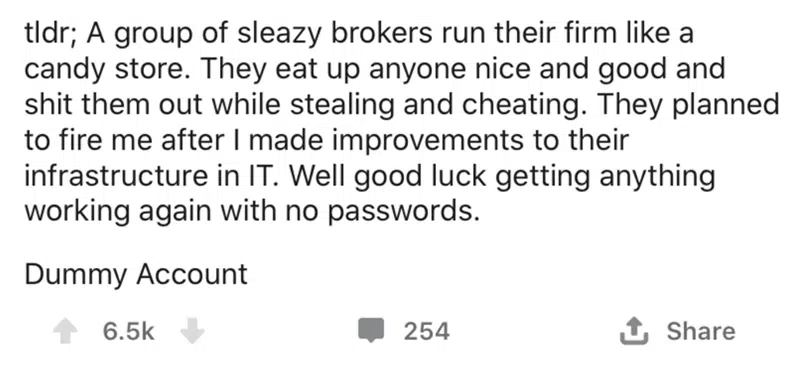 tldr; A group of sleazy brokers run their firm like a
candy store. They eat up anyone nice and good and
shit them out while stealing and cheating. They planned
to fire me after I made improvements to their
infrastructure in IT. Well good luck getting anything
working again with no passwords.
Dummy Account
6.5k 254 Share